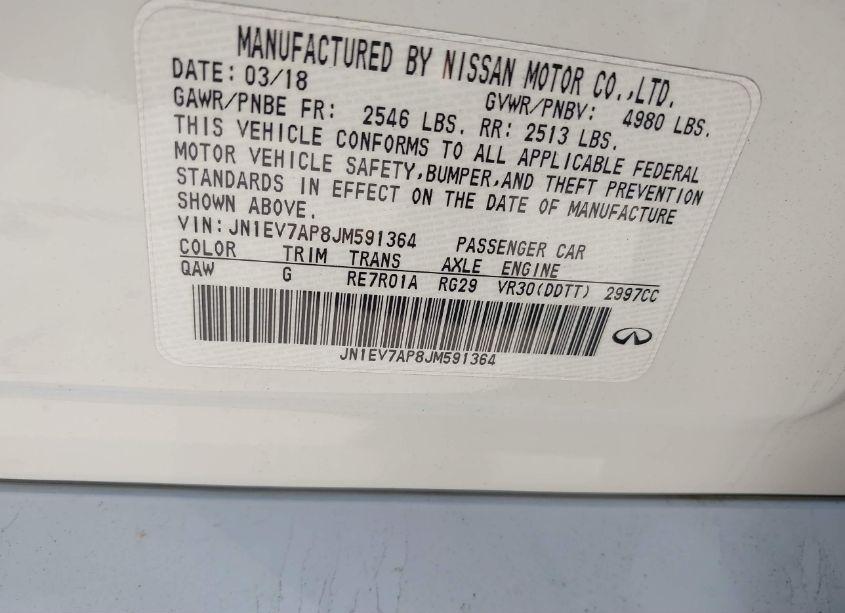 MANUFACTURED BY NISSAN MOTOR CO.,LTD.
DATE: 03/18 GVWR/PNBV: 4980 LBS.
GAWR/PNBE FR: 2546 LBS. RR: 2513 LBS.
THIS VEHICLE CONFORMS TO ALL APPLICABLE FEDERAL
MOTOR VEHICLE SAFETY,BUMPER,AND THEFT PREVENTION
STANDARDS IN EFFECT ON THE DATE OF MANUFACTURE
SHOWN ABOVE.
VIN: JN1EV7AP8JM591364 PASSENGER CAR
COLOR TRIM TRANS AXLE ENGINE
QAW G RE7R01A RG29 VR30(DDTT) 2997CC
JN1EV7AP8JM591364